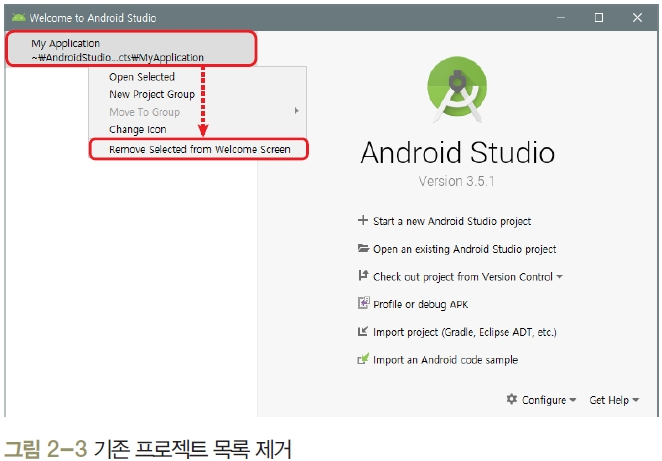 Welcome to Android Studio
My Application
~₩AndroidStudio...cts₩MyApplication
Open Selected
New Project Group
Move To Group
Change Icon
Remove Selected from Welcome Screen
Android Studio
Version 3.5.1
Start a new Android Studio project
Open an existing Android Studio project
Check out project from Version Control
Profile or debug APK
Import project (Gradle, Eclipse ADT, etc.)
Import an Android code sample
Configure Get Help
그림 2-3 기존 프로젝트 목록 제거